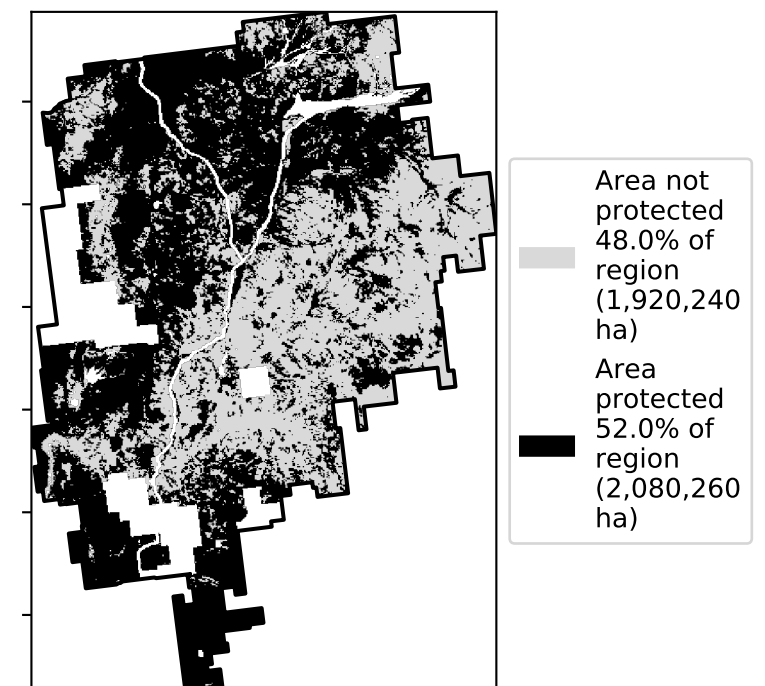 Area not
protected
48.0% of
region
(1,920,240
ha)
Area
protected
52.0% of
region
(2,080,260
ha)